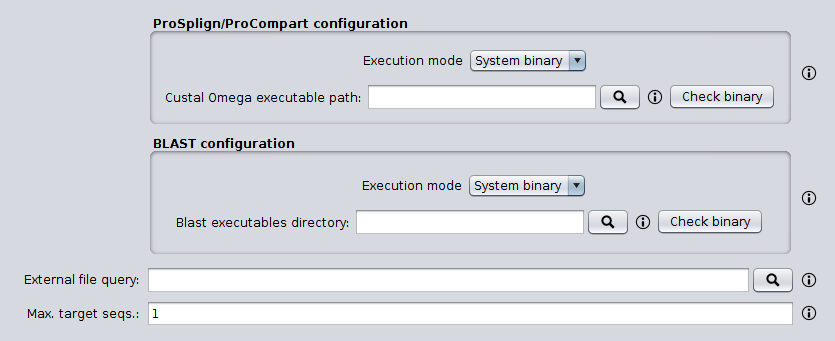 ProSplign/ProCompart configuration
Execution mode System binary
Custal Omega executable path: Check binary
BLAST configuration
Execution mode System binary
Blast executables directory: Check binary
External file query:
Max. target seqs.: 1